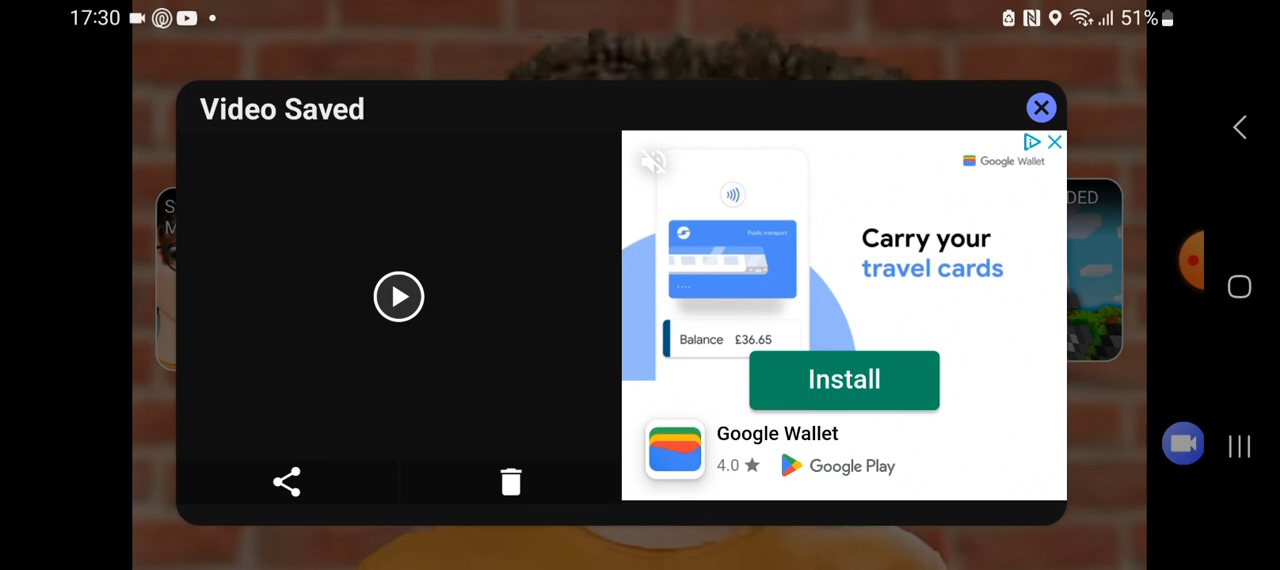 17:30
51%
Video Saved
S
M
DED
Google Wallet
Public transport
Carry your
travel cards
Balance £36.65
Install
Google Wallet
4.0 ★
Google Play